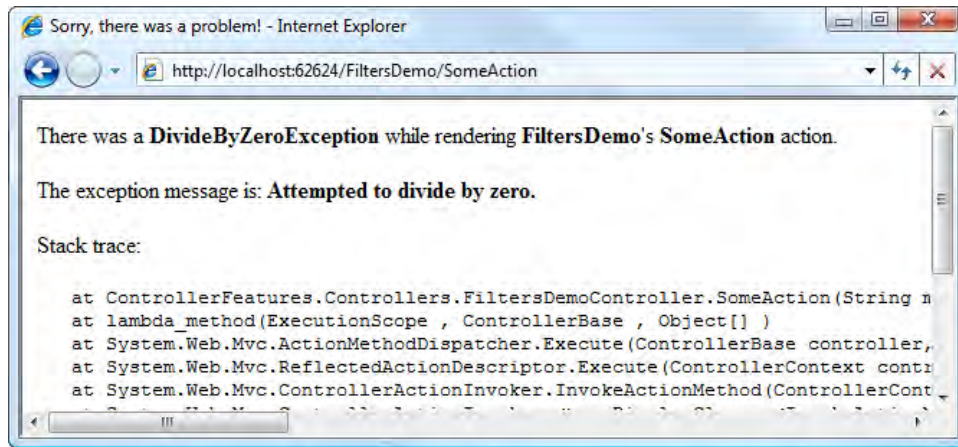 Sorry, there was a problem! - Internet Explorer
http://localhost:62624/FiltersDemo/SomeAction
There was a DivideByZeroException while rendering FiltersDemo's SomeAction action.
The exception message is: Attempted to divide by zero.
Stack trace:
at ControllerFeatures.Controllers.FiltersDemoController.SomeAction(String
at lambda_method(ExecutionScope , ControllerBase , Object[] )
at System.Web.Mvc.ActionMethodDispatcher.Execute(ControllerBase controller,
at System.Web.Mvc.ReflectedActionDescriptor.Execute(ControllerContext contr
at System.Web.Mvc.ControllerActionInvoker.InvokeActionMethod(ControllerCont